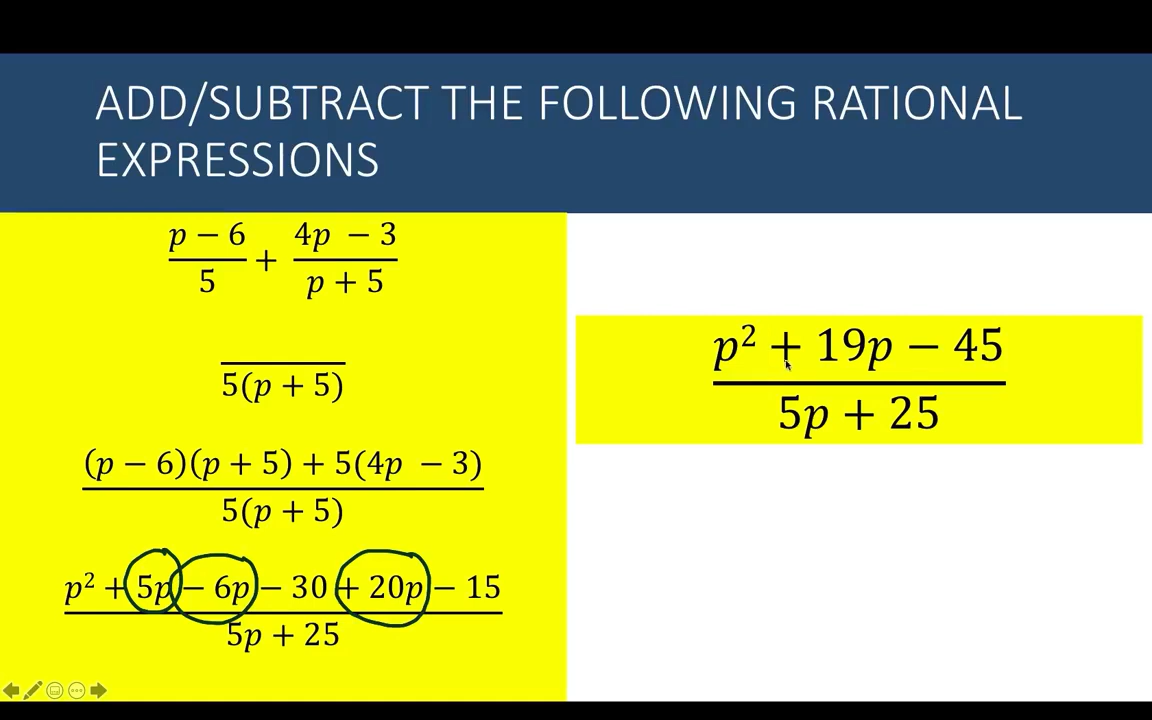 ADD/SUBTRACT THE FOLLOWING RATIONAL
EXPRESSIONS
p − 6
5
+
4p − 3
p + 5
5(p + 5)
(p − 6)(p + 5) + 5(4p − 3)
5(p + 5)
p² + 5p − 6p − 30 + 20p − 15
5p + 25
p² + 19p − 45
5p + 25